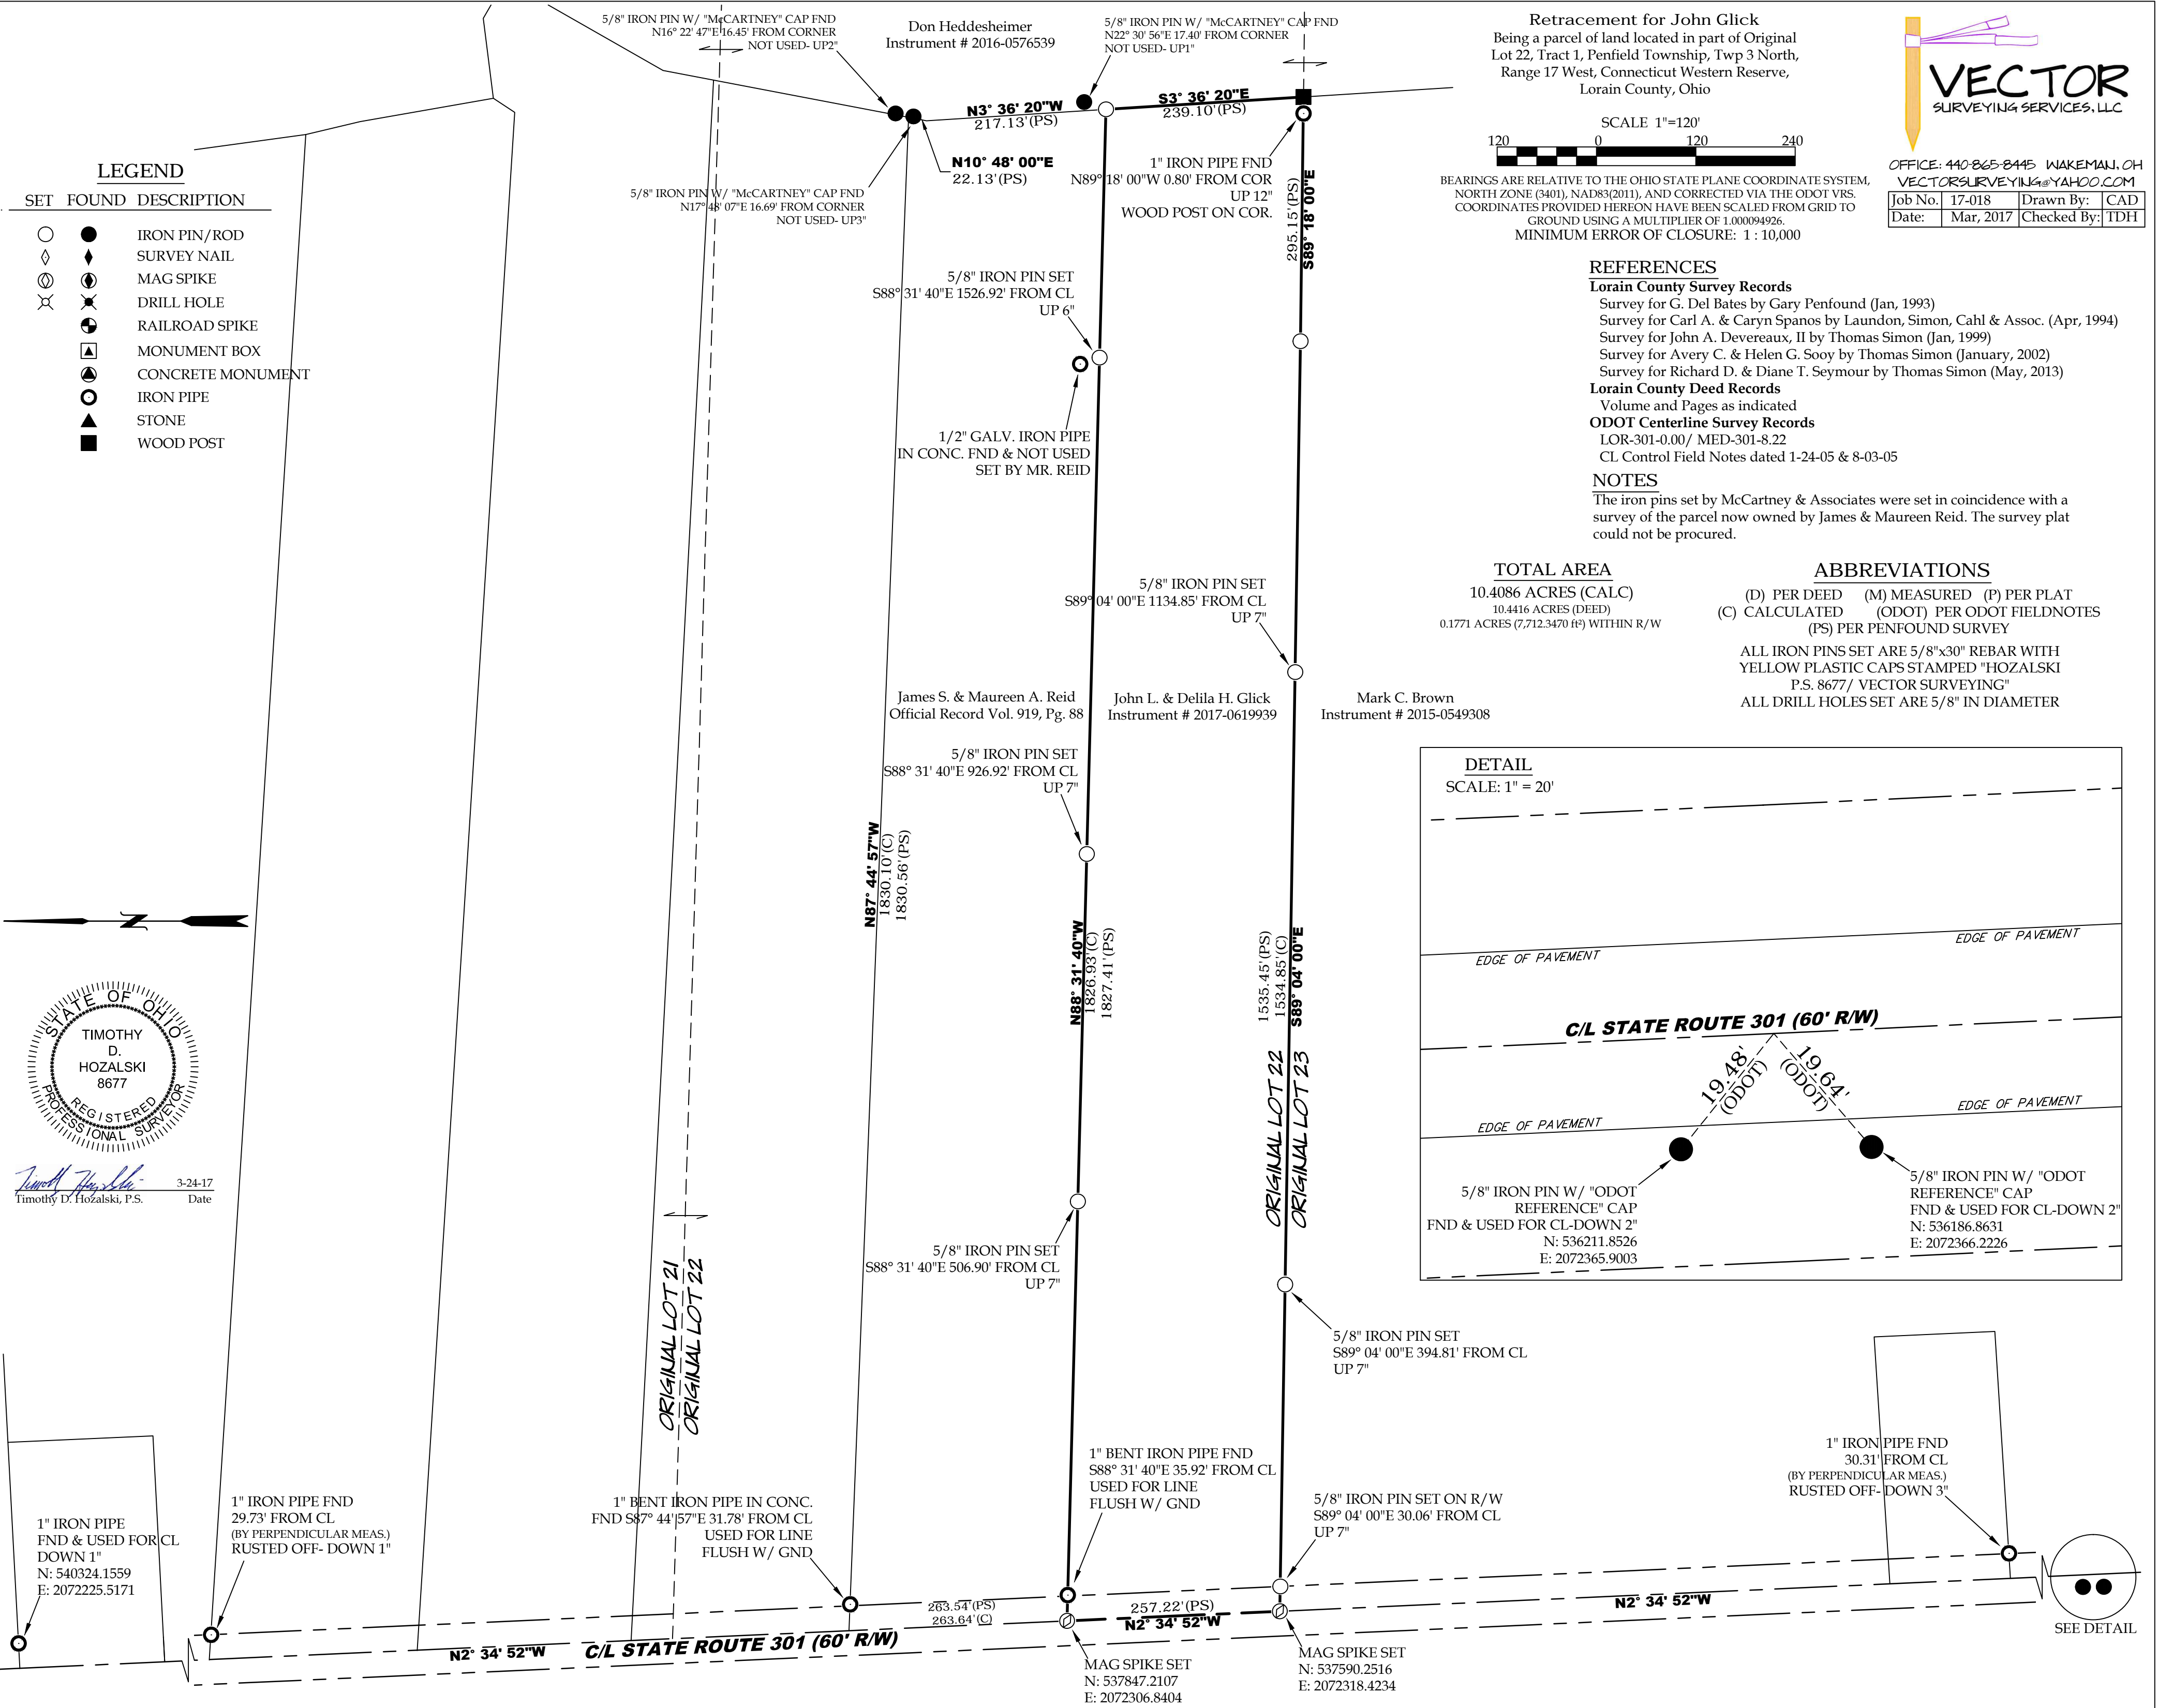 5/8" IRON PIN W/ "McCARTNEY" CAP FND
N16° 22' 47"E 16.45' FROM CORNER
NOT USED- UP2"
Don Heddesheimer
Instrument # 2016-0576539
5/8" IRON PIN W/ "McCARTNEY" CAP FND
N22° 30' 56"E 17.40' FROM CORNER
NOT USED- UP1"
Retracement for John Glick
Being a parcel of land located in part of Original
Lot 22, Tract 1, Penfield Township, Twp 3 North,
Range 17 West, Connecticut Western Reserve,
Lorain County, Ohio
SCALE 1"=120'
120 0 120 240
BEARINGS ARE RELATIVE TO THE OHIO STATE PLANE COORDINATE SYSTEM,
NORTH ZONE (3401), NAD83(2011), AND CORRECTED VIA THE ODOT VRS.
COORDINATES PROVIDED HEREON HAVE BEEN SCALED FROM GRID TO
GROUND USING A MULTIPLIER OF 1.000094926.
MINIMUM ERROR OF CLOSURE: 1 : 10,000
VECTOR
SURVEYING SERVICES, LLC
OFFICE: 440-865-8445 WAKEMAN, OH
VECTORSURVEYING@YAHOO.COM
Job No. 17-018 Drawn By: CAD
Date: Mar, 2017 Checked By: TDH
LEGEND
SET FOUND DESCRIPTION
IRON PIN/ROD
SURVEY NAIL
MAG SPIKE
DRILL HOLE
RAILROAD SPIKE
MONUMENT BOX
CONCRETE MONUMENT
IRON PIPE
STONE
WOOD POST
N3° 36' 20"W
217.13'(PS)
S3° 36' 20"E
239.10'(PS)
N10° 48' 00"E
22.13'(PS)
5/8" IRON PIN W/ "McCARTNEY" CAP FND
N17° 48' 07"E 16.69' FROM CORNER
NOT USED- UP3"
1" IRON PIPE FND
N89° 18' 00"W 0.80' FROM COR
UP 12"
WOOD POST ON COR.
295.15'(PS)
S89° 18' 00"E
REFERENCES
Lorain County Survey Records
Survey for G. Del Bates by Gary Penfound (Jan, 1993)
Survey for Carl A. & Caryn Spanos by Laundon, Simon, Cahl & Assoc. (Apr, 1994)
Survey for John A. Devereaux, II by Thomas Simon (Jan, 1999)
Survey for Avery C. & Helen G. Sooy by Thomas Simon (January, 2002)
Survey for Richard D. & Diane T. Seymour by Thomas Simon (May, 2013)
Lorain County Deed Records
Volume and Pages as indicated
ODOT Centerline Survey Records
LOR-301-0.00/ MED-301-8.22
CL Control Field Notes dated 1-24-05 & 8-03-05
NOTES
The iron pins set by McCartney & Associates were set in coincidence with a
survey of the parcel now owned by James & Maureen Reid. The survey plat
could not be procured.
5/8" IRON PIN SET
S88° 31' 40"E 1526.92' FROM CL
UP 6"
1/2" GALV. IRON PIPE
IN CONC. FND & NOT USED
SET BY MR. REID
5/8" IRON PIN SET
S89° 04' 00"E 1134.85' FROM CL
UP 7"
TOTAL AREA
10.4086 ACRES (CALC)
10.4416 ACRES (DEED)
0.1771 ACRES (7,712.3470 ft²) WITHIN R/W
ABBREVIATIONS
(D) PER DEED (M) MEASURED (P) PER PLAT
(C) CALCULATED (ODOT) PER ODOT FIELDNOTES
(PS) PER PENFOUND SURVEY
ALL IRON PINS SET ARE 5/8"x30" REBAR WITH
YELLOW PLASTIC CAPS STAMPED "HOZALSKI
P.S. 8677/ VECTOR SURVEYING"
ALL DRILL HOLES SET ARE 5/8" IN DIAMETER
James S. & Maureen A. Reid
Official Record Vol. 919, Pg. 88
John L. & Delila H. Glick
Instrument # 2017-0619939
Mark C. Brown
Instrument # 2015-0549308
5/8" IRON PIN SET
S88° 31' 40"E 926.92' FROM CL
UP 7"
N87° 44' 57"W
1830.10'(C)
1830.56'(PS)
N88° 31' 40"W
1826.93'(C)
1827.41'(PS)
1535.45'(PS)
1534.85'(C)
S89° 04' 00"E
DETAIL
SCALE: 1" = 20'
EDGE OF PAVEMENT
EDGE OF PAVEMENT
C/L STATE ROUTE 301 (60' R/W)
19.48'
(ODOT)
19.64'
(ODOT)
EDGE OF PAVEMENT
EDGE OF PAVEMENT
5/8" IRON PIN W/ "ODOT
REFERENCE" CAP
FND & USED FOR CL-DOWN 2"
N: 536211.8526
E: 2072365.9003
5/8" IRON PIN W/ "ODOT
REFERENCE" CAP
FND & USED FOR CL-DOWN 2"
N: 536186.8631
E: 2072366.2226
N
STATE OF OHIO
TIMOTHY
D.
HOZALSKI
8677
REGISTERED
PROFESSIONAL SURVEYOR
3-24-17
Timothy D. Hozalski, P.S. Date
ORIGINAL LOT 21
ORIGINAL LOT 22
ORIGINAL LOT 22
ORIGINAL LOT 23
5/8" IRON PIN SET
S88° 31' 40"E 506.90' FROM CL
UP 7"
5/8" IRON PIN SET
S89° 04' 00"E 394.81' FROM CL
UP 7"
1" IRON PIPE
FND & USED FOR CL
DOWN 1"
N: 540324.1559
E: 2072225.5171
1" IRON PIPE FND
29.73' FROM CL
(BY PERPENDICULAR MEAS.)
RUSTED OFF- DOWN 1"
1" BENT IRON PIPE IN CONC.
FND S87° 44' 57"E 31.78' FROM CL
USED FOR LINE
FLUSH W/ GND
1" BENT IRON PIPE FND
S88° 31' 40"E 35.92' FROM CL
USED FOR LINE
FLUSH W/ GND
5/8" IRON PIN SET ON R/W
S89° 04' 00"E 30.06' FROM CL
UP 7"
1" IRON PIPE FND
30.31' FROM CL
(BY PERPENDICULAR MEAS.)
RUSTED OFF- DOWN 3"
263.54'(PS)
263.64'(C)
257.22'(PS)
N2° 34' 52"W
N2° 34' 52"W
N2° 34' 52"W
C/L STATE ROUTE 301 (60' R/W)
SEE DETAIL
MAG SPIKE SET
N: 537847.2107
E: 2072306.8404
MAG SPIKE SET
N: 537590.2516
E: 2072318.4234